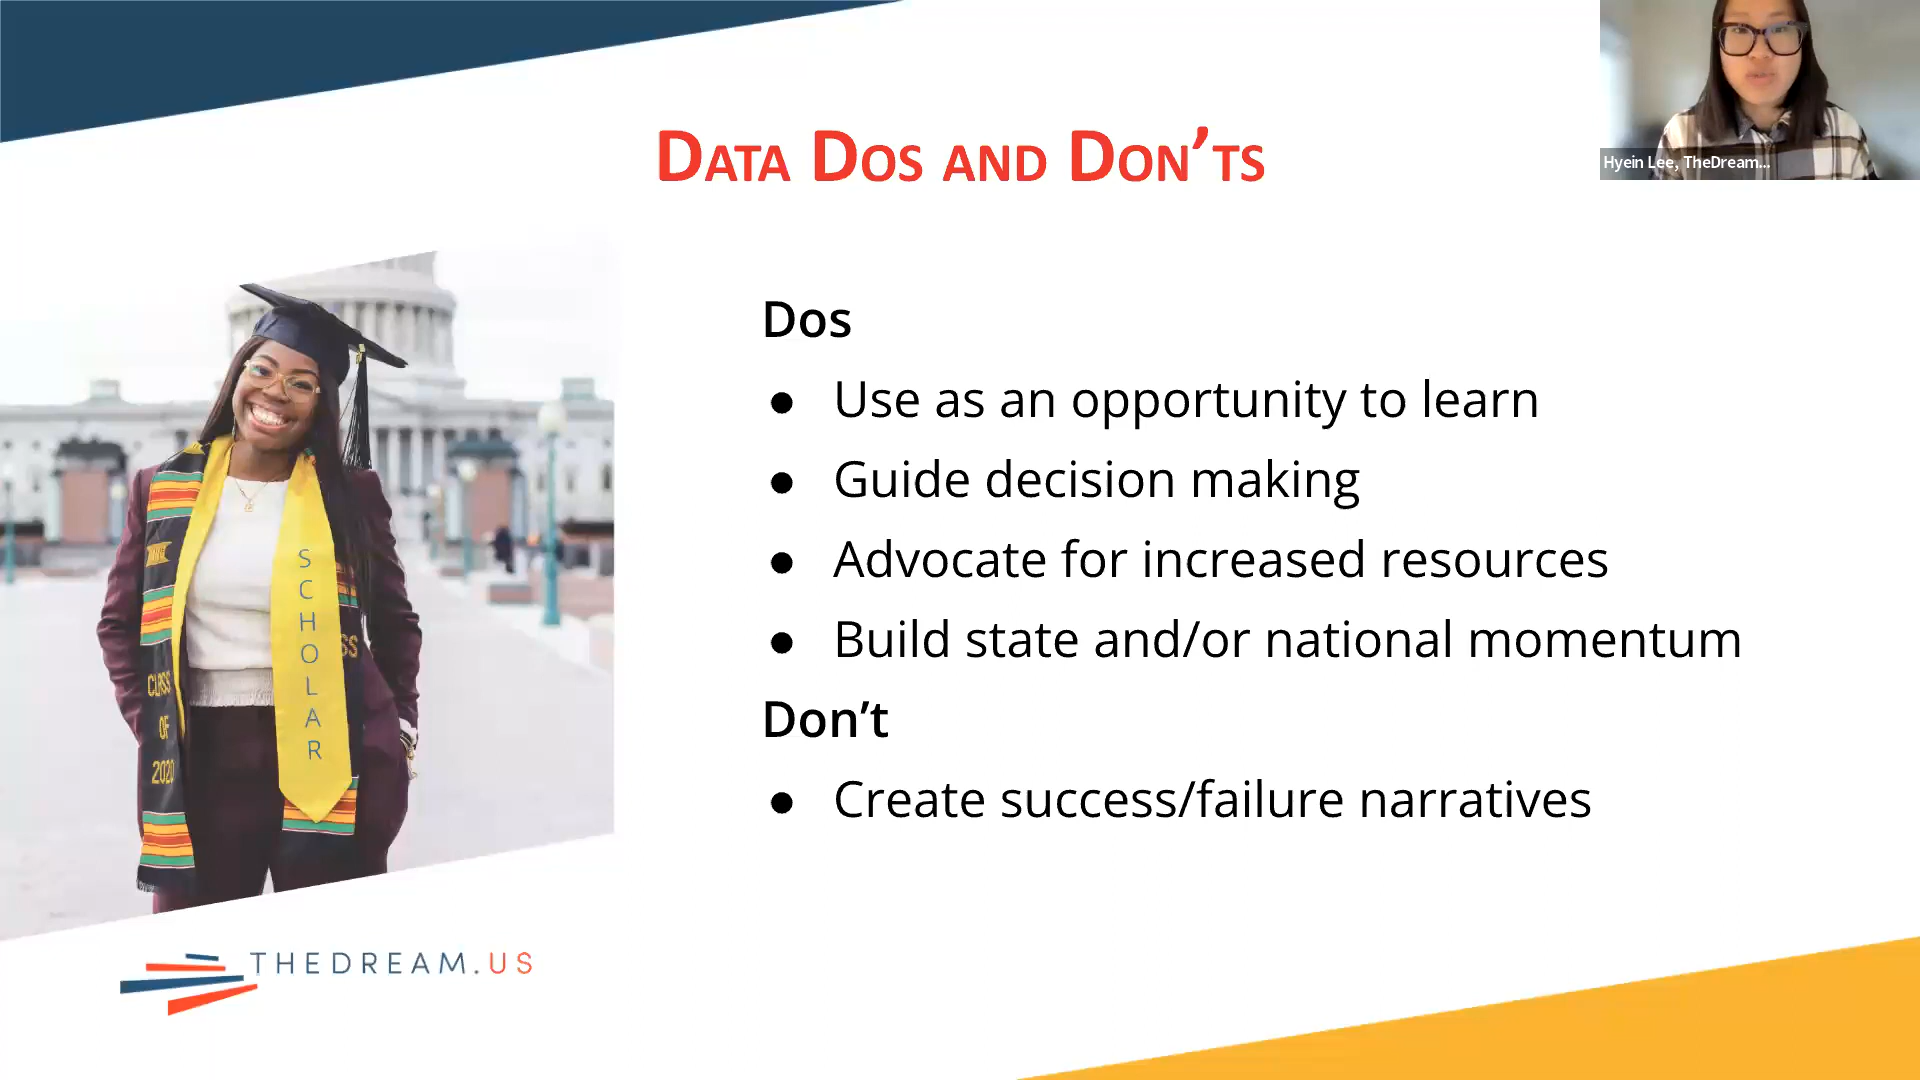 DATA DOS AND DON'TS
Hyein Lee, TheDream...
Dos
● Use as an opportunity to learn
● Guide decision making
● Advocate for increased resources
● Build state and/or national momentum
Don't
● Create success/failure narratives
SCHOLAR
CLASS
OF
2020
THEDREAM.US